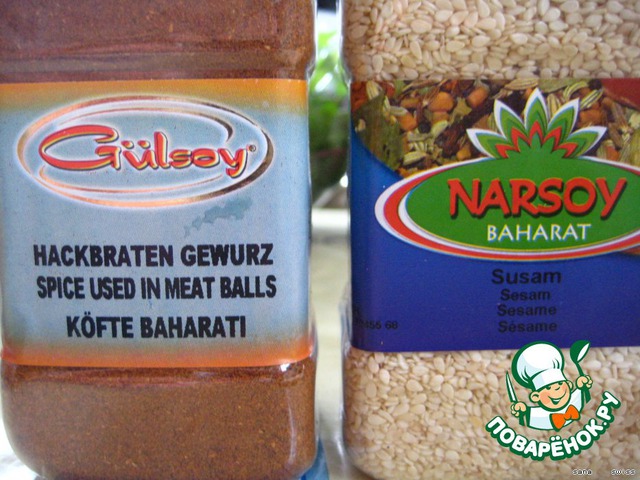 Gülsoy
HACKBRATEN GEWURZ
SPICE USED IN MEAT BALLS
KÖFTE BAHARATI
NARSOY
BAHARAT
Susam
Sesam
Sesame
Sésame
ПОВАРЁНОК.РУ